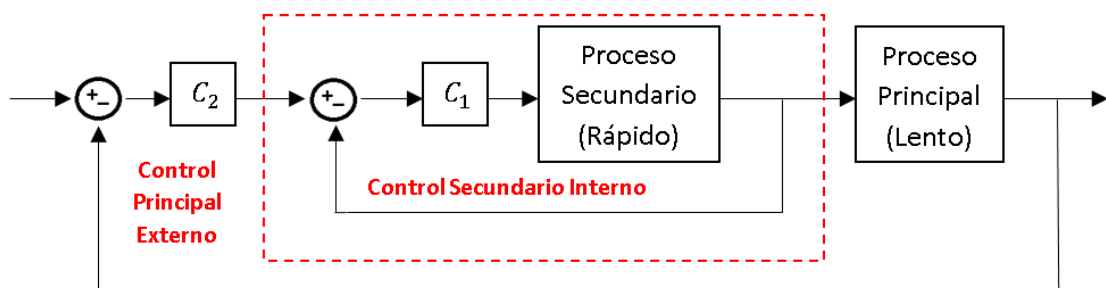 +
−
C₂
+
−
C₁
Proceso
Secundario
(Rápido)
Proceso
Principal
(Lento)
Control
Principal
Externo
Control Secundario Interno